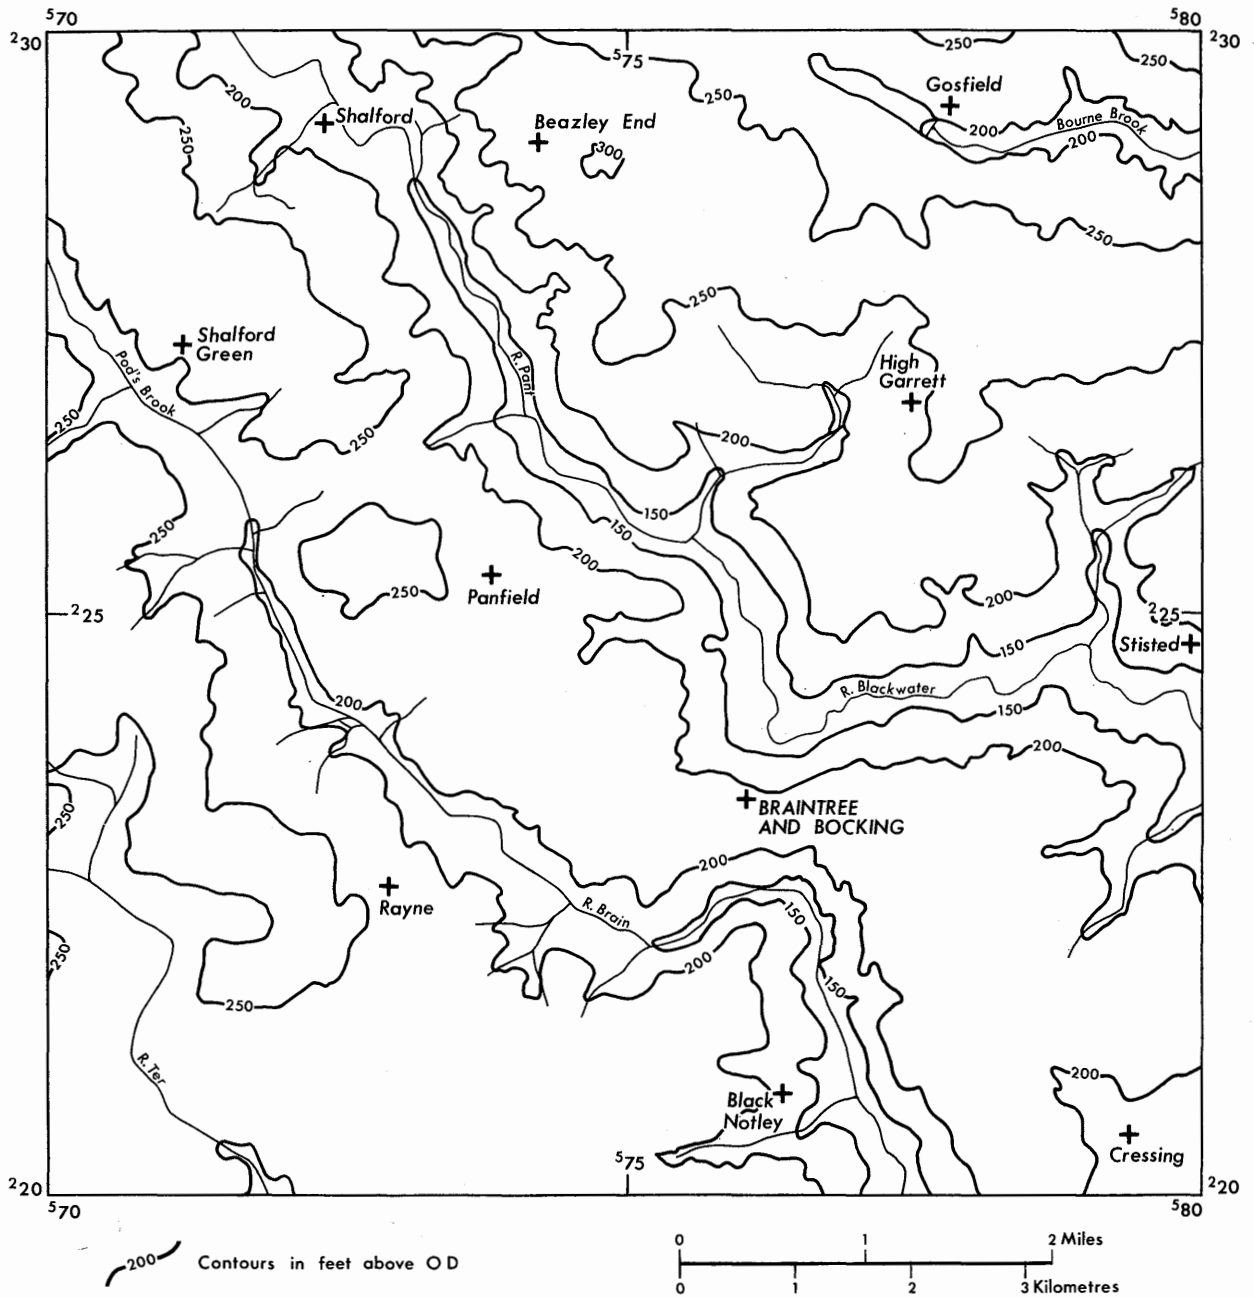 570
580
230
230
575
250
250
250
200
250
Gosfield
200
Bourne Brook
200
Shalford
Beazley End
300
250
250
250
Shalford
Green
Pod's Brook
R. Pant
High
Garrett
250
250
200
250
150
150
200
250
Panfield
200
225
225
Stisted
150
R. Blackwater
200
150
200
250
BRAINTREE
AND BOCKING
200
Rayne
R. Brain
150
250
200
150
250
R. Ter
200
Black
Notley
Cressing
575
220
220
570
580
200
Contours in feet above OD
0 1 2 Miles
0 1 2 3 Kilometres